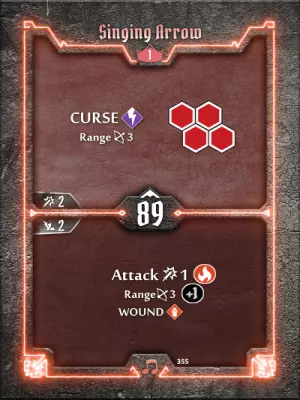 Singing Arrow
1
CURSE
Range 3
2
89
2
Attack 1
Range 3 +1
WOUND
355